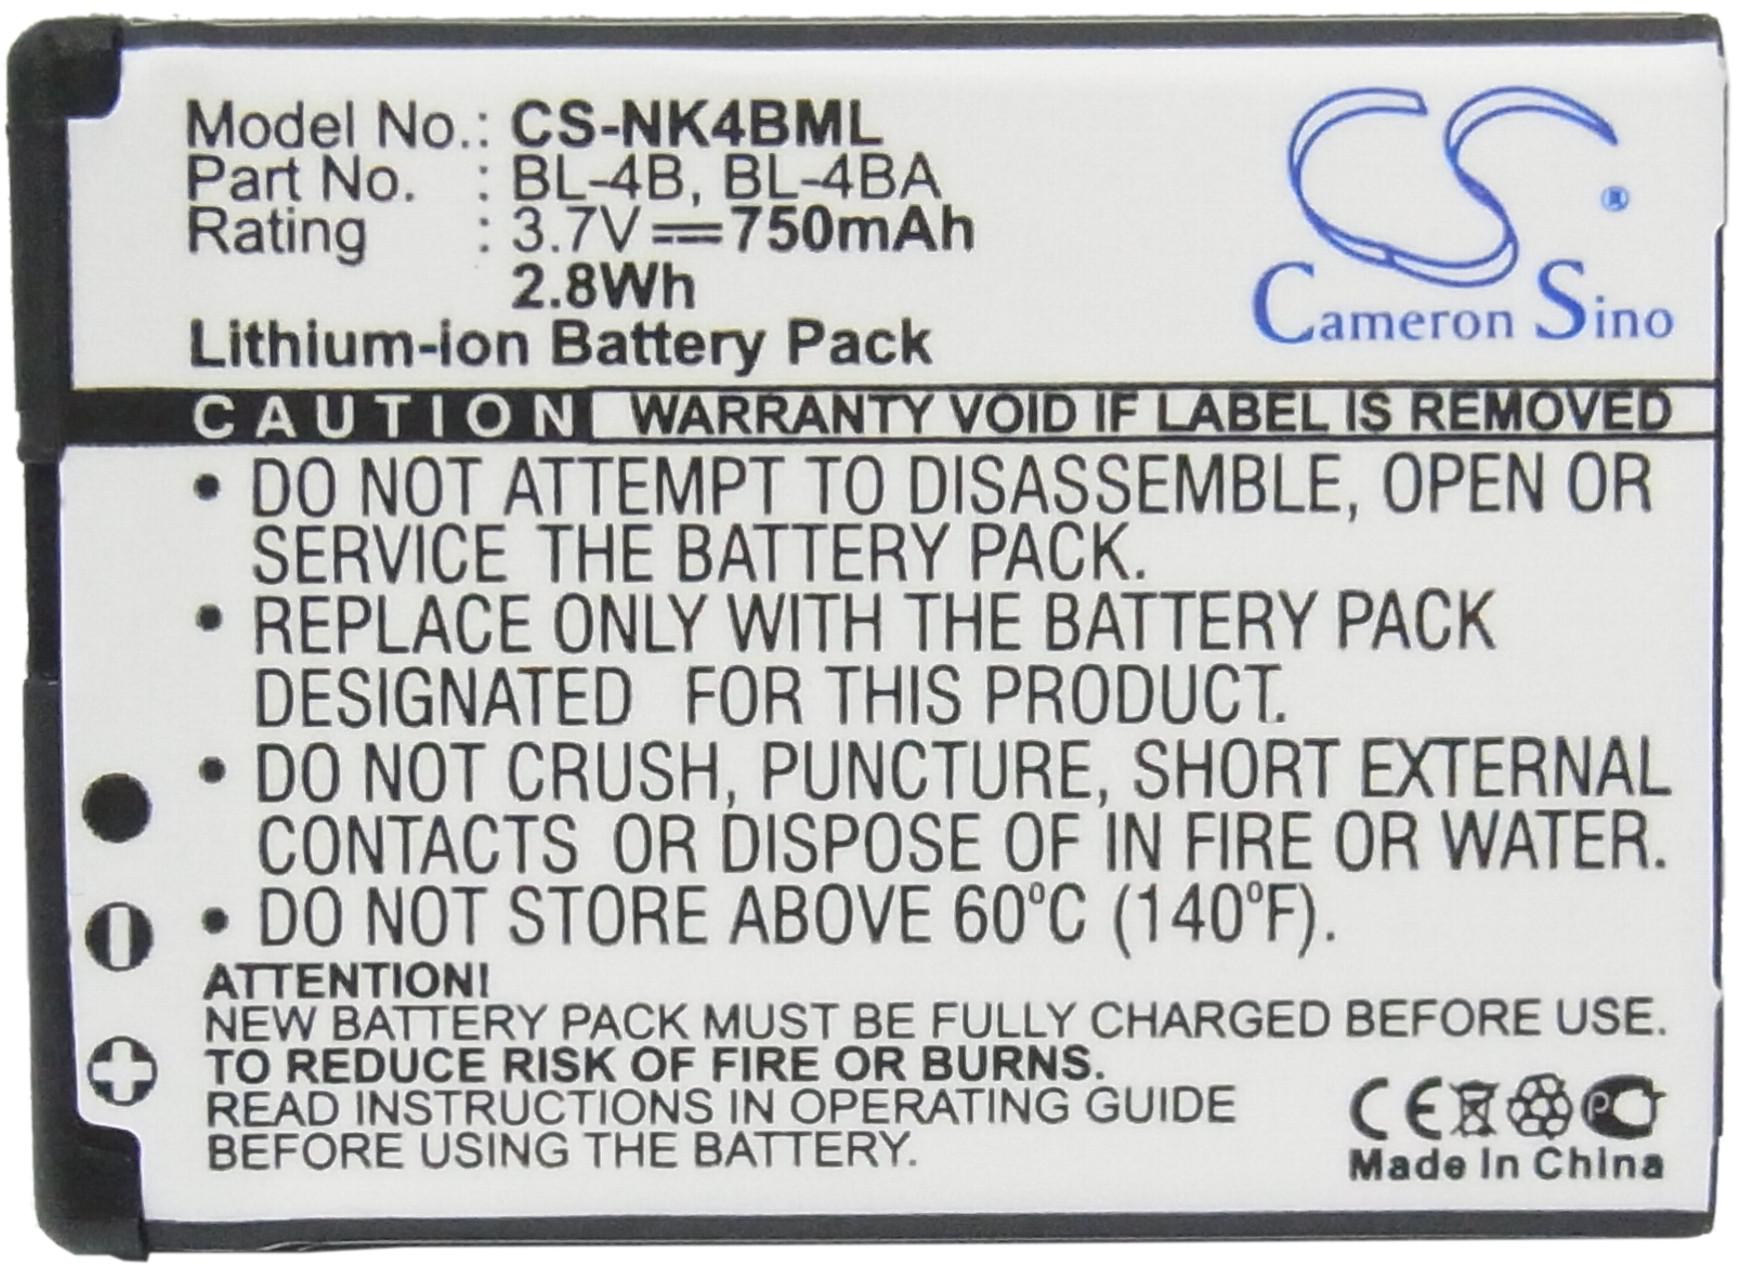 Model No.: CS-NK4BML
Part No. : BL-4B, BL-4BA
Rating : 3.7V⎓750mAh
2.8Wh
Lithium-ion Battery Pack
CS®
Cameron Sino
CAUTION WARRANTY VOID IF LABEL IS REMOVED
• DO NOT ATTEMPT TO DISASSEMBLE, OPEN OR
SERVICE THE BATTERY PACK.
• REPLACE ONLY WITH THE BATTERY PACK
DESIGNATED FOR THIS PRODUCT.
• DO NOT CRUSH, PUNCTURE, SHORT EXTERNAL
CONTACTS OR DISPOSE OF IN FIRE OR WATER.
• DO NOT STORE ABOVE 60°C (140°F).
ATTENTION!
NEW BATTERY PACK MUST BE FULLY CHARGED BEFORE USE.
TO REDUCE RISK OF FIRE OR BURNS.
READ INSTRUCTIONS IN OPERATING GUIDE
BEFORE USING THE BATTERY.
CE
Made In China